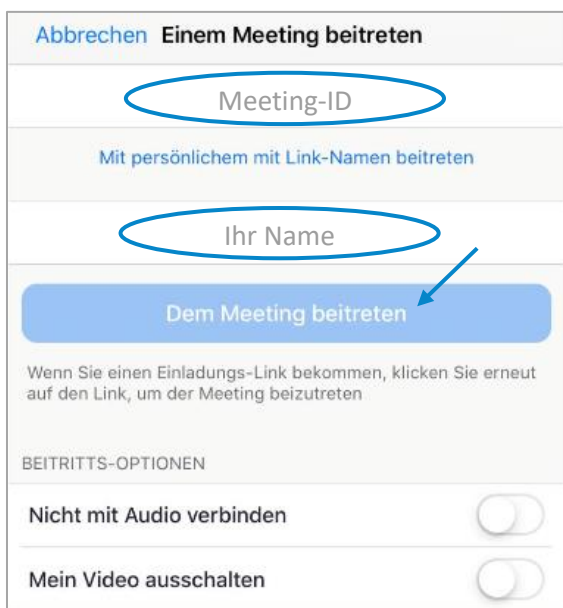 Abbrechen Einem Meeting beitreten
Meeting-ID
Mit persönlichem mit Link-Namen beitreten
Ihr Name
Dem Meeting beitreten
Wenn Sie einen Einladungs-Link bekommen, klicken Sie erneut
auf den Link, um der Meeting beizutreten
BEITRITTS-OPTIONEN
Nicht mit Audio verbinden
Mein Video ausschalten